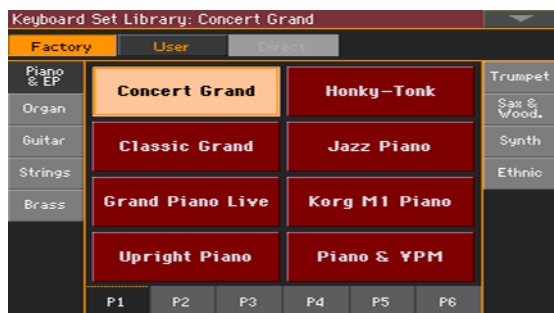 Keyboard Set Library: Concert Grand
Factory
User
Direct
Piano
& EP
Organ
Guitar
Strings
Brass
Concert Grand
Honky-Tonk
Classic Grand
Jazz Piano
Grand Piano Live
Korg M1 Piano
Upright Piano
Piano & VPM
Trumpet
Sax &
Wood.
Synth
Ethnic
P1
P2
P3
P4
P5
P6